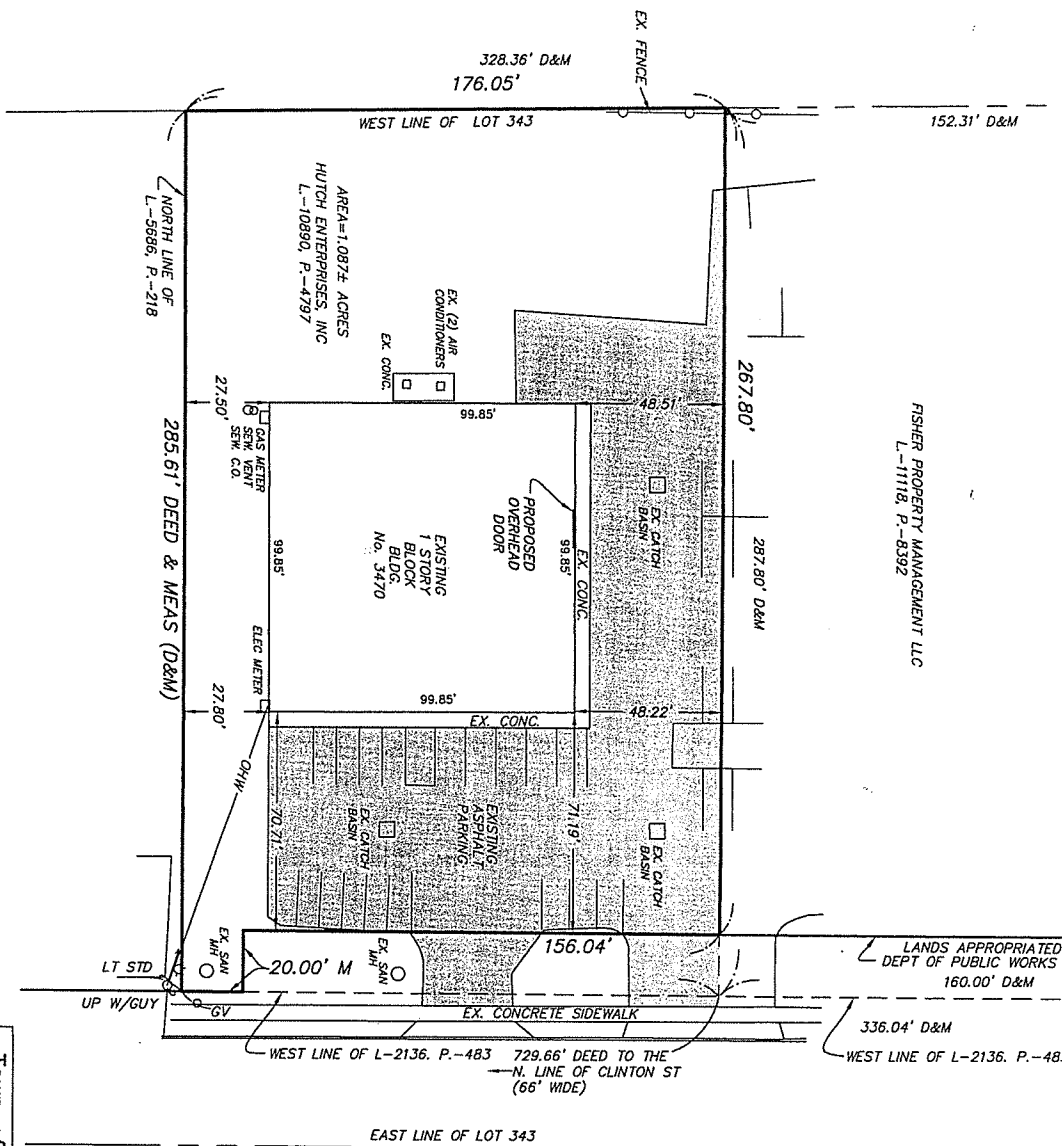 328.36' D&M
176.05'
EX. FENCE
WEST LINE OF LOT 343
152.31' D&M
NORTH LINE OF
L.-5686, P.-218
AREA=1.087± ACRES
HUTCH ENTERPRISES, INC
L.-10890, P.-4797
EX. (2) AIR
CONDITIONERS
EX. CONC.
27.50'
285.61' DEED & MEAS (D&M)
27.80'
GAS METER
SEW. VENT
SEW. C.O.
99.85'
99.85'
99.85'
99.85'
ELEC METER
EXISTING
1 STORY
BLOCK
BLDG.
No. 3470
PROPOSED
OVERHEAD
DOOR
EX. CONC.
EX. CONC.
48.51'
48.22'
EX. CATCH
BASIN
267.80'
287.80' D&M
FISHER PROPERTY MANAGEMENT LLC
L.-11118, P.-8392
OHW
70.71'
71.19'
EX. CATCH
BASIN
EXISTING
ASPHALT
PARKING
EX. CATCH
BASIN
156.04'
EX. SAN
MH
20.00' M
EX. SAN
MH
LANDS APPROPRIATED
DEPT OF PUBLIC WORKS
160.00' D&M
LT STD
UP W/GUY
GV
EX. CONCRETE SIDEWALK
336.04' D&M
WEST LINE OF L-2136. P.-483
729.66' DEED TO THE
N. LINE OF CLINTON ST
(66' WIDE)
WEST LINE OF L-2136. P.-48
EAST LINE OF LOT 343